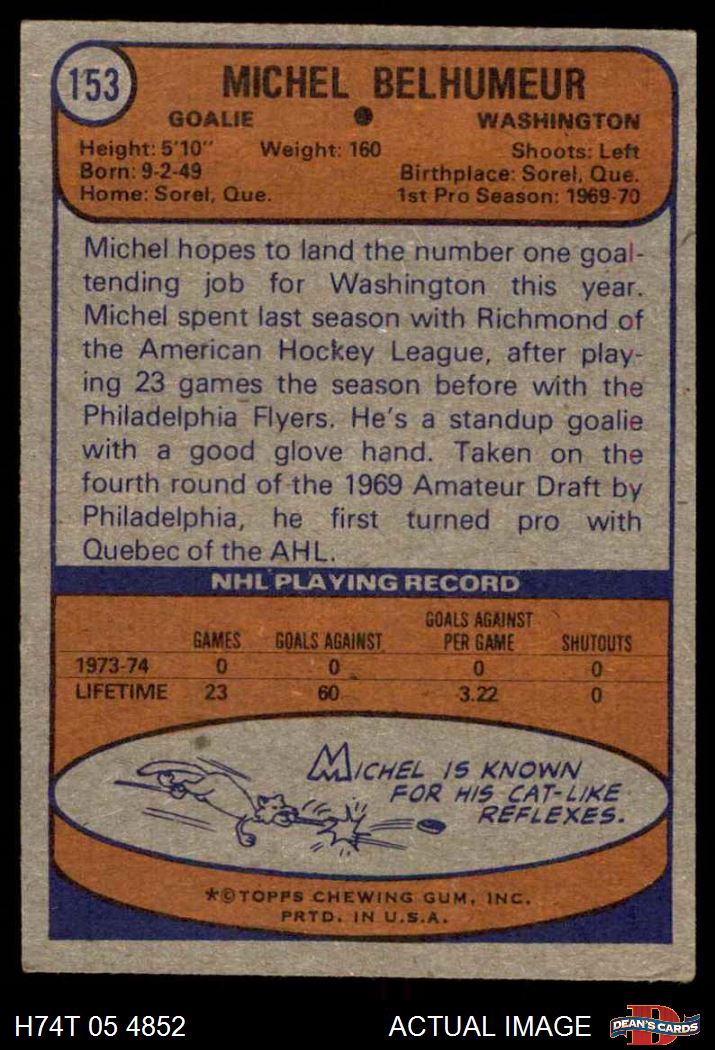 153
MICHEL BELHUMEUR
GOALIE ● WASHINGTON
Height: 5'10" Weight: 160 Shoots: Left
Born: 9-2-49 Birthplace: Sorel, Que.
Home: Sorel, Que. 1st Pro Season: 1969-70
Michel hopes to land the number one goal-
tending job for Washington this year.
Michel spent last season with Richmond of
the American Hockey League, after play-
ing 23 games the season before with the
Philadelphia Flyers. He's a standup goalie
with a good glove hand. Taken on the
fourth round of the 1969 Amateur Draft by
Philadelphia, he first turned pro with
Quebec of the AHL.
NHL PLAYING RECORD
GAMES GOALS AGAINST GOALS AGAINST PER GAME SHUTOUTS
1973-74 0 0 0 0
LIFETIME 23 60 3.22 0
MICHEL IS KNOWN
FOR HIS CAT-LIKE
REFLEXES.
*©TOPPS CHEWING GUM, INC.
PRTD. IN U.S.A.
H74T 05 4852 ACTUAL IMAGE DEAN'S CARDS